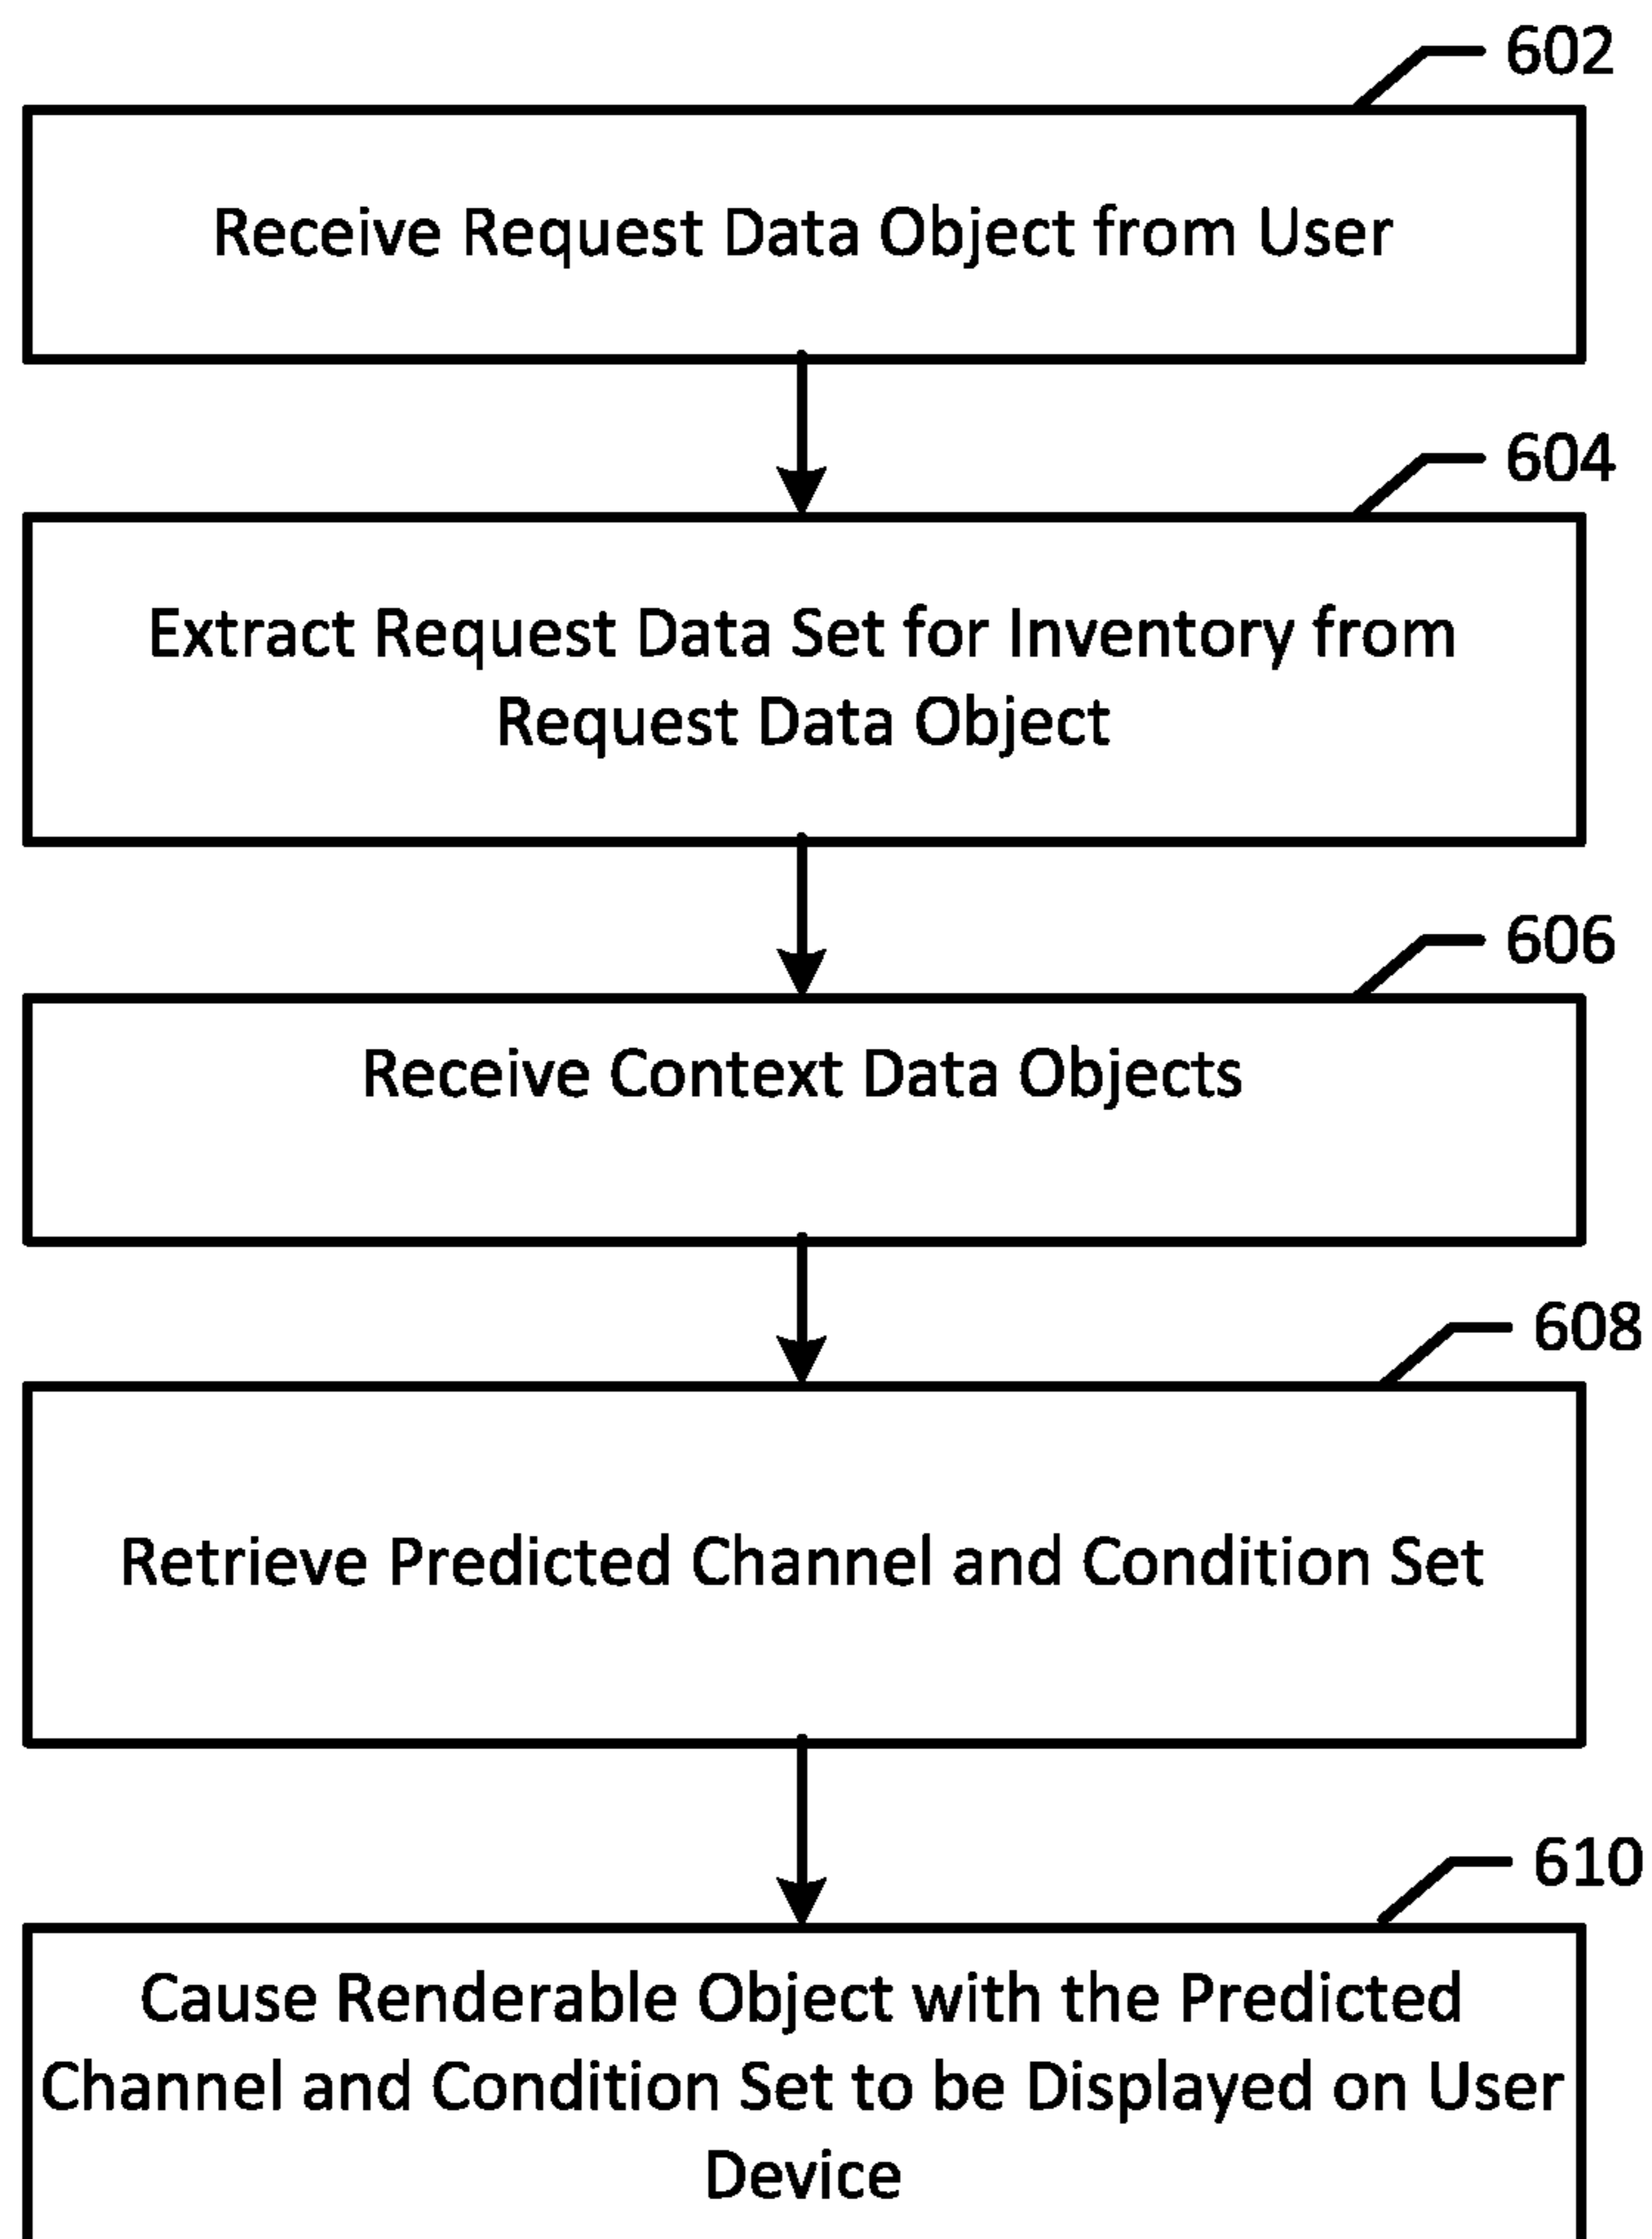 602
Receive Request Data Object from User
604
Extract Request Data Set for Inventory from
Request Data Object
606
Receive Context Data Objects
608
Retrieve Predicted Channel and Condition Set
610
Cause Renderable Object with the Predicted
Channel and Condition Set to be Displayed on User
Device